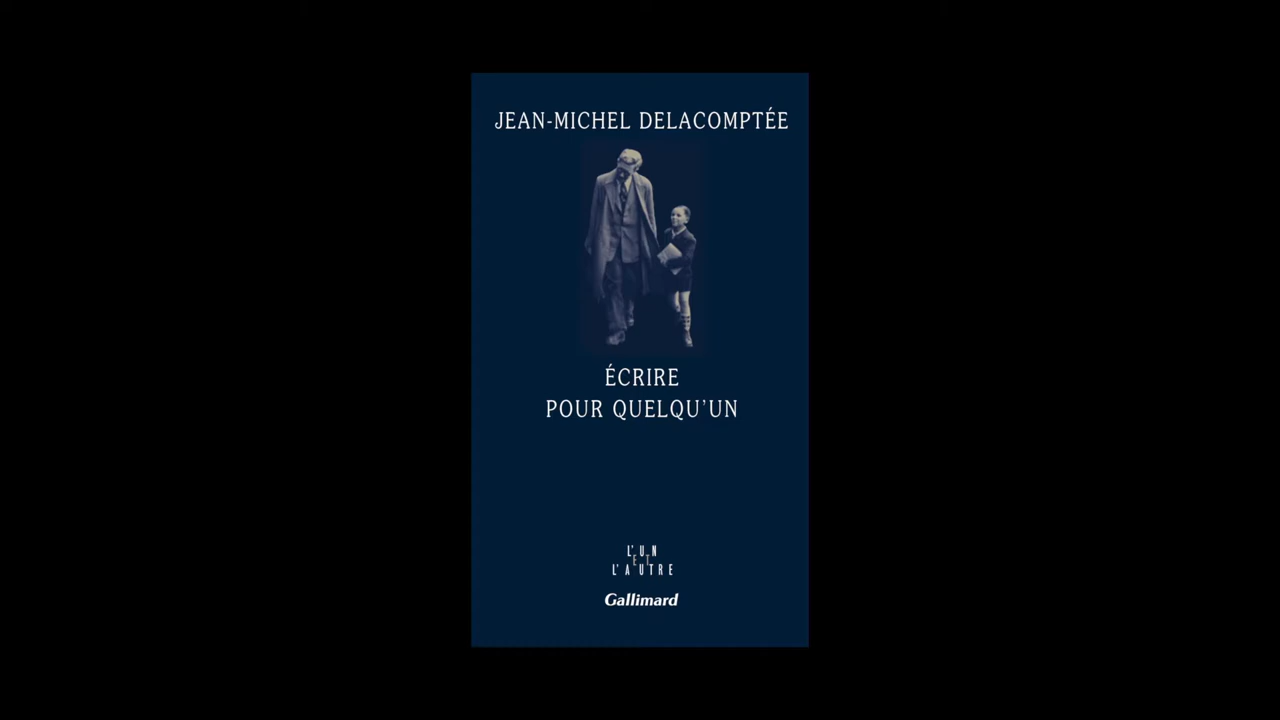 JEAN-MICHEL DELACOMPTÉE
ÉCRIRE
POUR QUELQU'UN
L'UN
ET
L'AUTRE
Gallimard